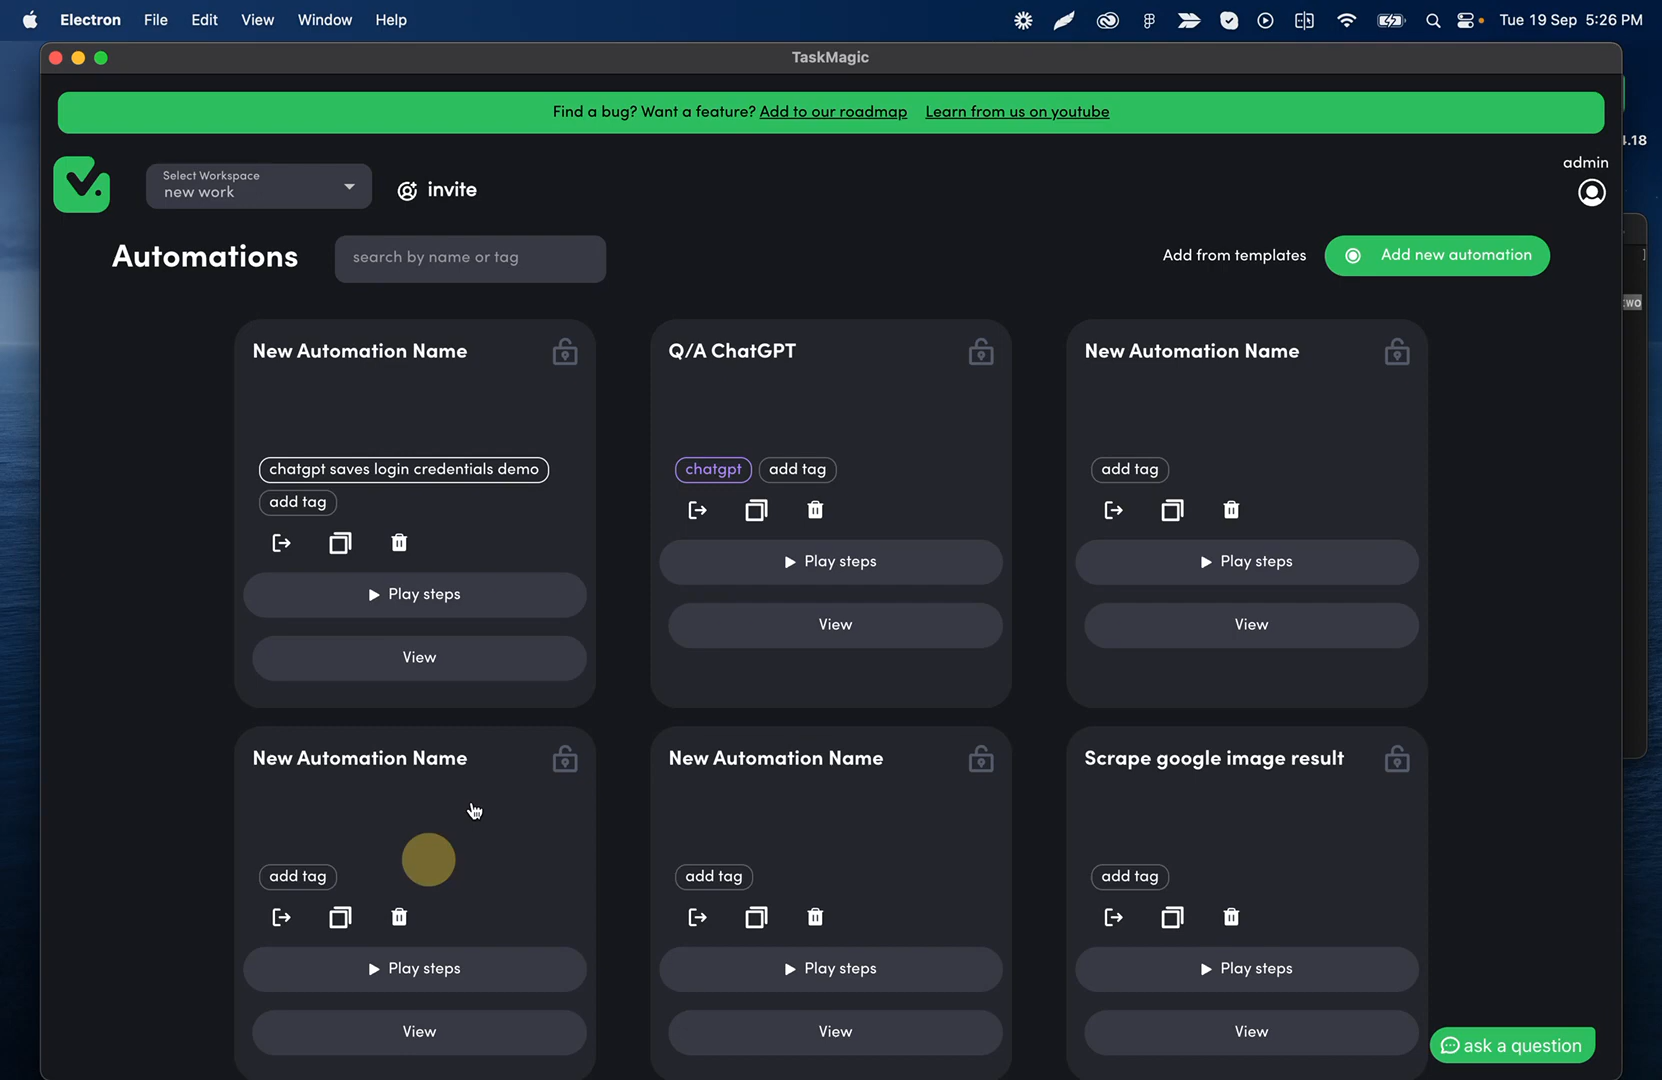 Electron File Edit View Window Help Tue 19 Sep 5:26 PM
TaskMagic
Find a bug? Want a feature? Add to our roadmap Learn from us on youtube
.18
admin
Select Workspace
new work
invite
Automations
search by name or tag
Add from templates
Add new automation
wo
New Automation Name
chatgpt saves login credentials demo
add tag
Play steps
View
Q/A ChatGPT
chatgpt add tag
Play steps
View
New Automation Name
add tag
Play steps
View
New Automation Name
add tag
Play steps
View
New Automation Name
add tag
Play steps
View
Scrape google image result
add tag
Play steps
View
ask a question